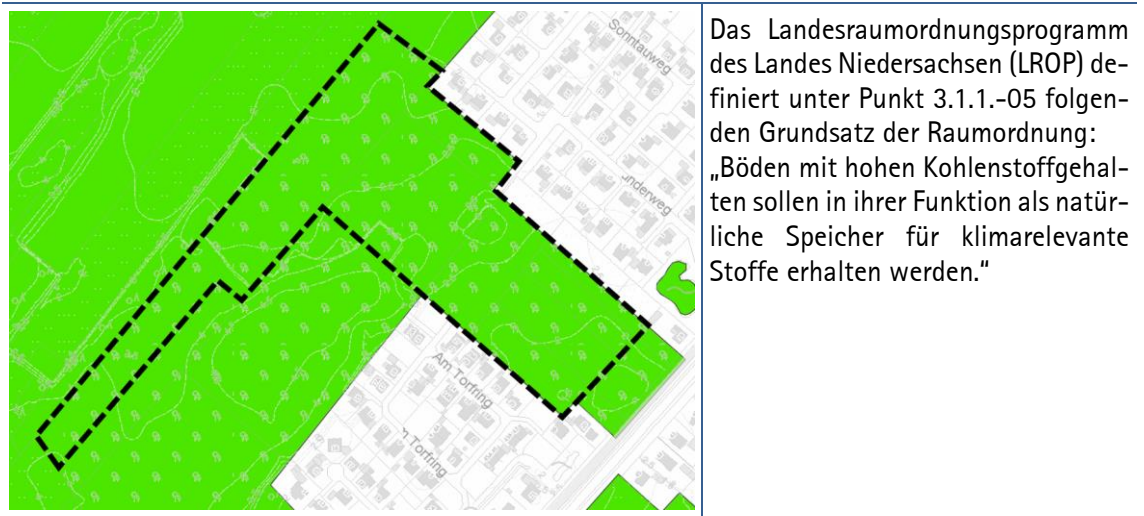 Sonntauweg
nderweg
Am Torfring
Torfring
Das Landesraumordnungsprogramm
des Landes Niedersachsen (LROP) de-
finiert unter Punkt 3.1.1.-05 folgen-
den Grundsatz der Raumordnung:
„Böden mit hohen Kohlenstoffgehal-
ten sollen in ihrer Funktion als natür-
liche Speicher für klimarelevante
Stoffe erhalten werden.“